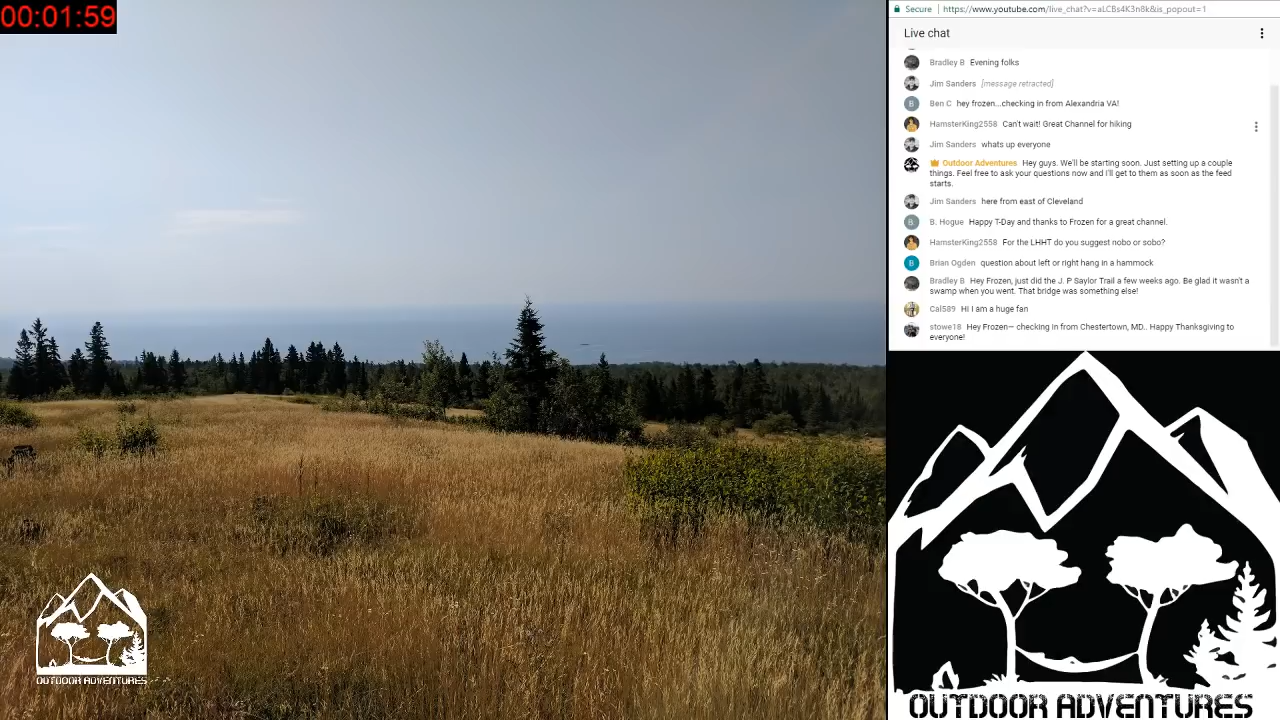 00:01:59
Secure https://www.youtube.com/live_chat?v=aLCBs4K3n8k&is_popout=1
Live chat
Bradley B Evening folks
Jim Sanders [message retracted]
Ben C hey frozen...checking in from Alexandria VA!
HamsterKing2558 Can't wait! Great Channel for hiking
Jim Sanders whats up everyone
Outdoor Adventures Hey guys. We'll be starting soon. Just setting up a couple
things. Feel free to ask your questions now and I'll get to them as soon as the feed
starts.
Jim Sanders here from east of Cleveland
B. Hogue Happy T-Day and thanks to Frozen for a great channel.
HamsterKing2558 For the LHHT do you suggest nobo or sobo?
B Brian Ogden question about left or right hang in a hammock
Bradley B Hey Frozen, just did the J. P Saylor Trail a few weeks ago. Be glad it wasn't a
swamp when you went. That bridge was something else!
Cal589 Hi I am a huge fan
stowe18 Hey Frozen— checking in from Chestertown, MD.. Happy Thanksgiving to
everyone!
OUTDOOR ADVENTURES
OUTDOOR ADVENTURES